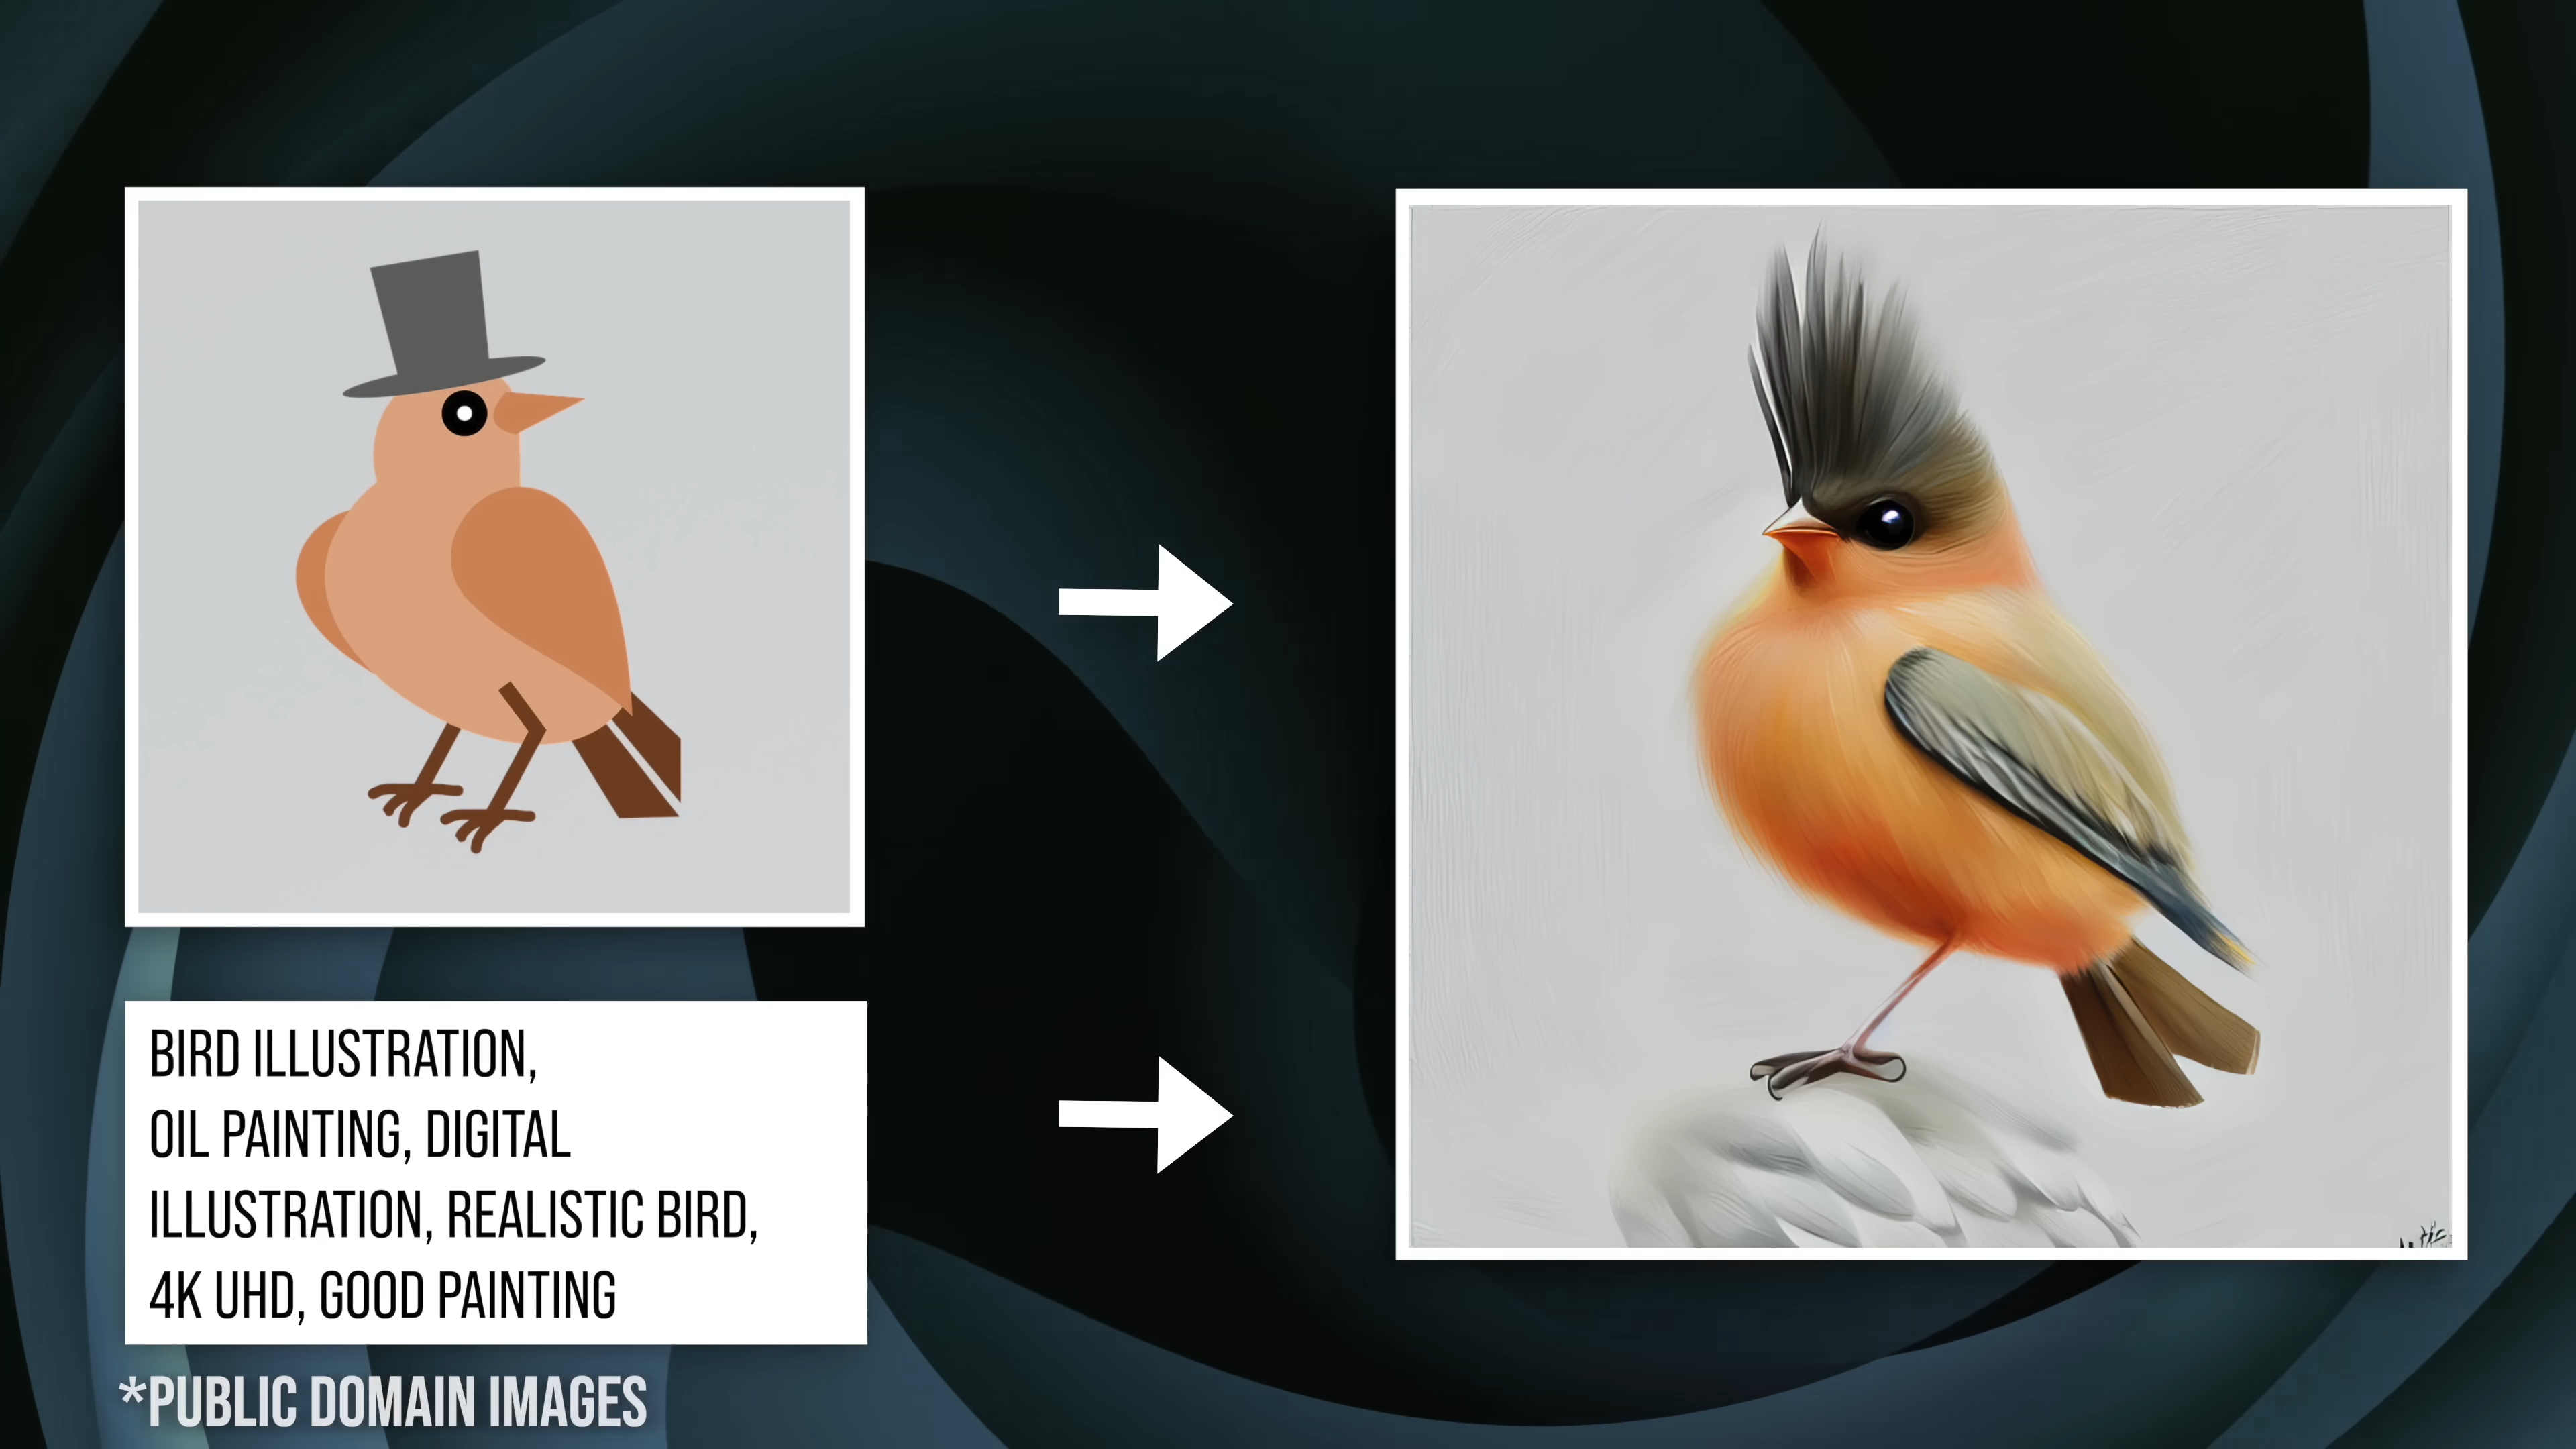 BIRD ILLUSTRATION,
OIL PAINTING, DIGITAL
ILLUSTRATION, REALISTIC BIRD,
4K UHD, GOOD PAINTING
*PUBLIC DOMAIN IMAGES